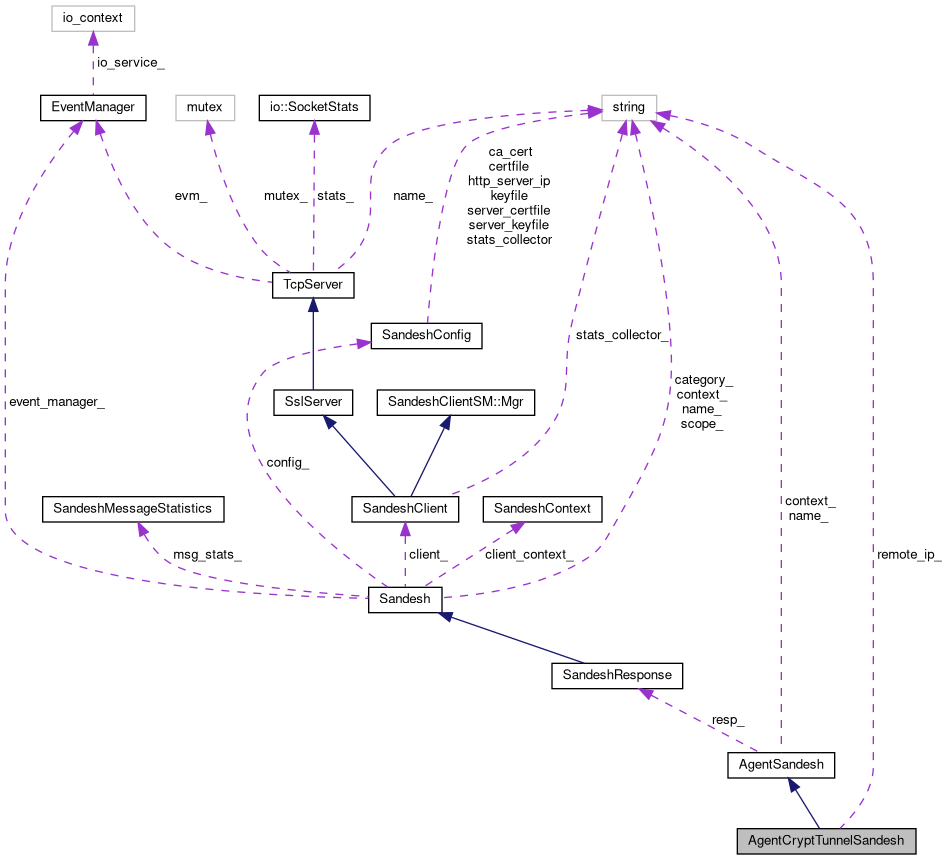 io_context
io_service_
EventManager
mutex
io::SocketStats
string
ca_cert
certfile
http_server_ip
keyfile
server_certfile
server_keyfile
stats_collector
evm_
mutex_
stats_
name_
TcpServer
SandeshConfig
stats_collector_
category_
context_
name_
scope_
event_manager_
SslServer
SandeshClientSM::Mgr
config_
SandeshMessageStatistics
SandeshClient
SandeshContext
context_
name_
msg_stats_
client_
client_context_
remote_ip_
Sandesh
SandeshResponse
resp_
AgentSandesh
AgentCryptTunnelSandesh